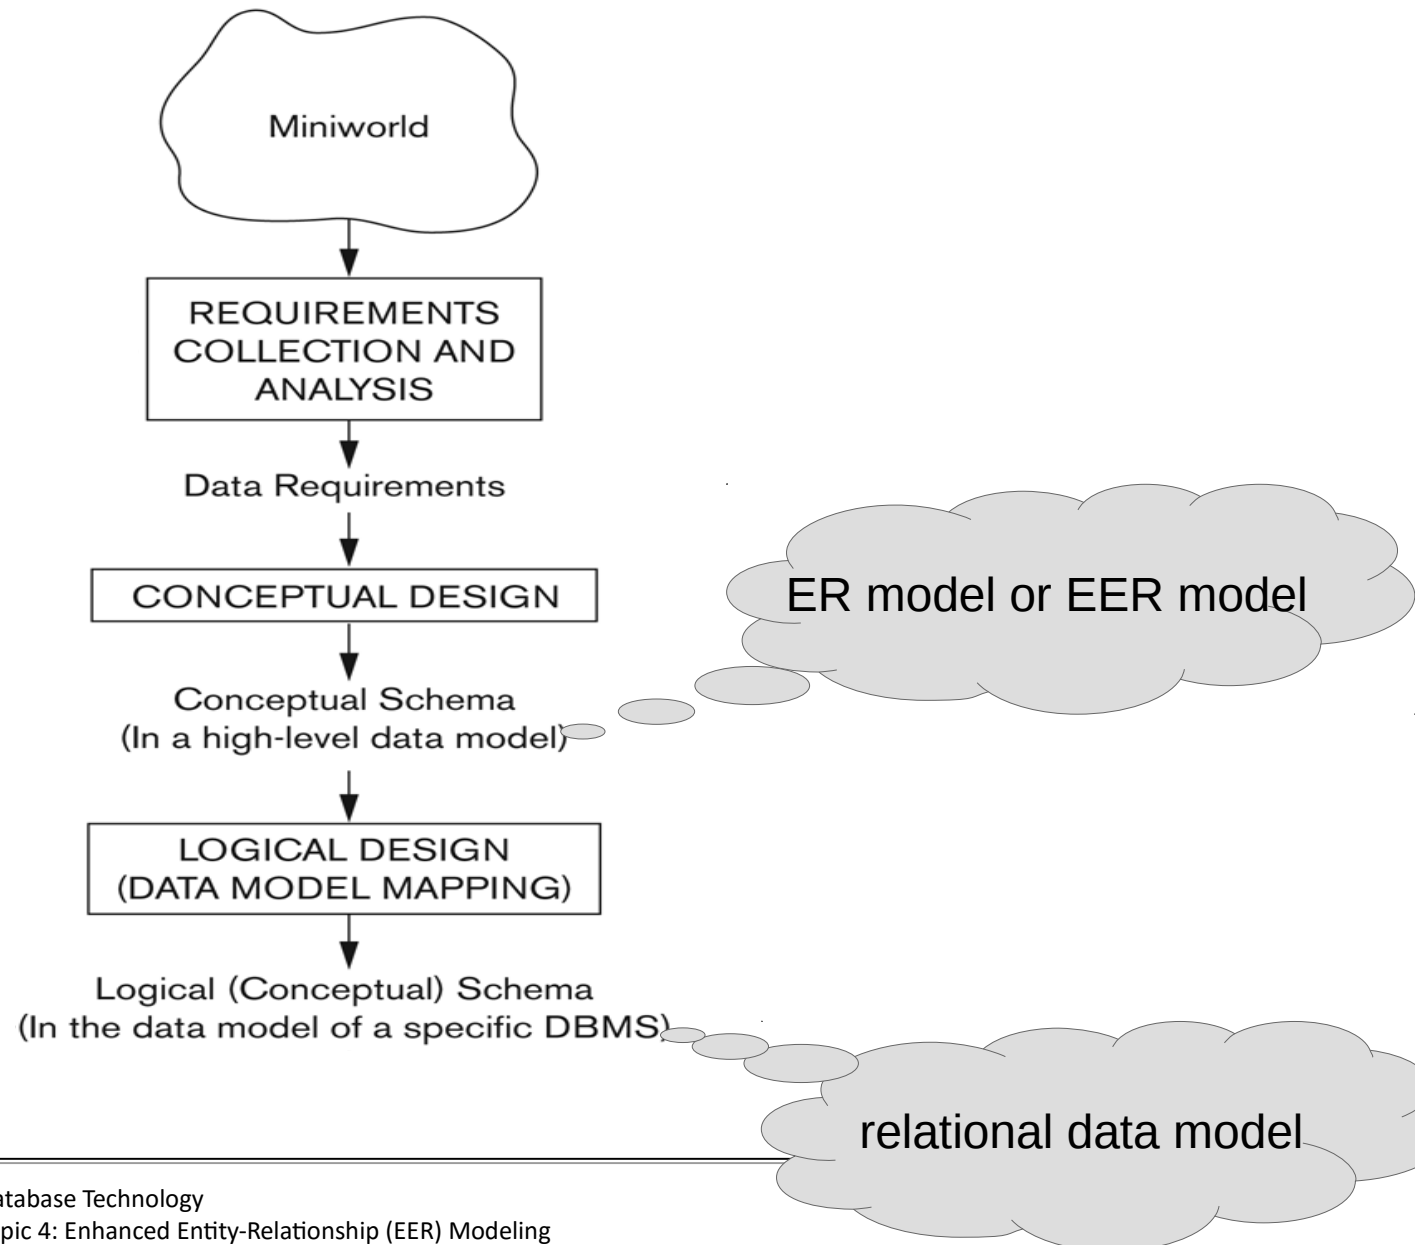 Miniworld
REQUIREMENTS
COLLECTION AND
ANALYSIS
Data Requirements
CONCEPTUAL DESIGN
ER model or EER model
Conceptual Schema
(In a high-level data model)
LOGICAL DESIGN
(DATA MODEL MAPPING)
Logical (Conceptual) Schema
(In the data model of a specific DBMS)
relational data model
atabase Technology
pic 4: Enhanced Entity-Relationship (EER) Modeling